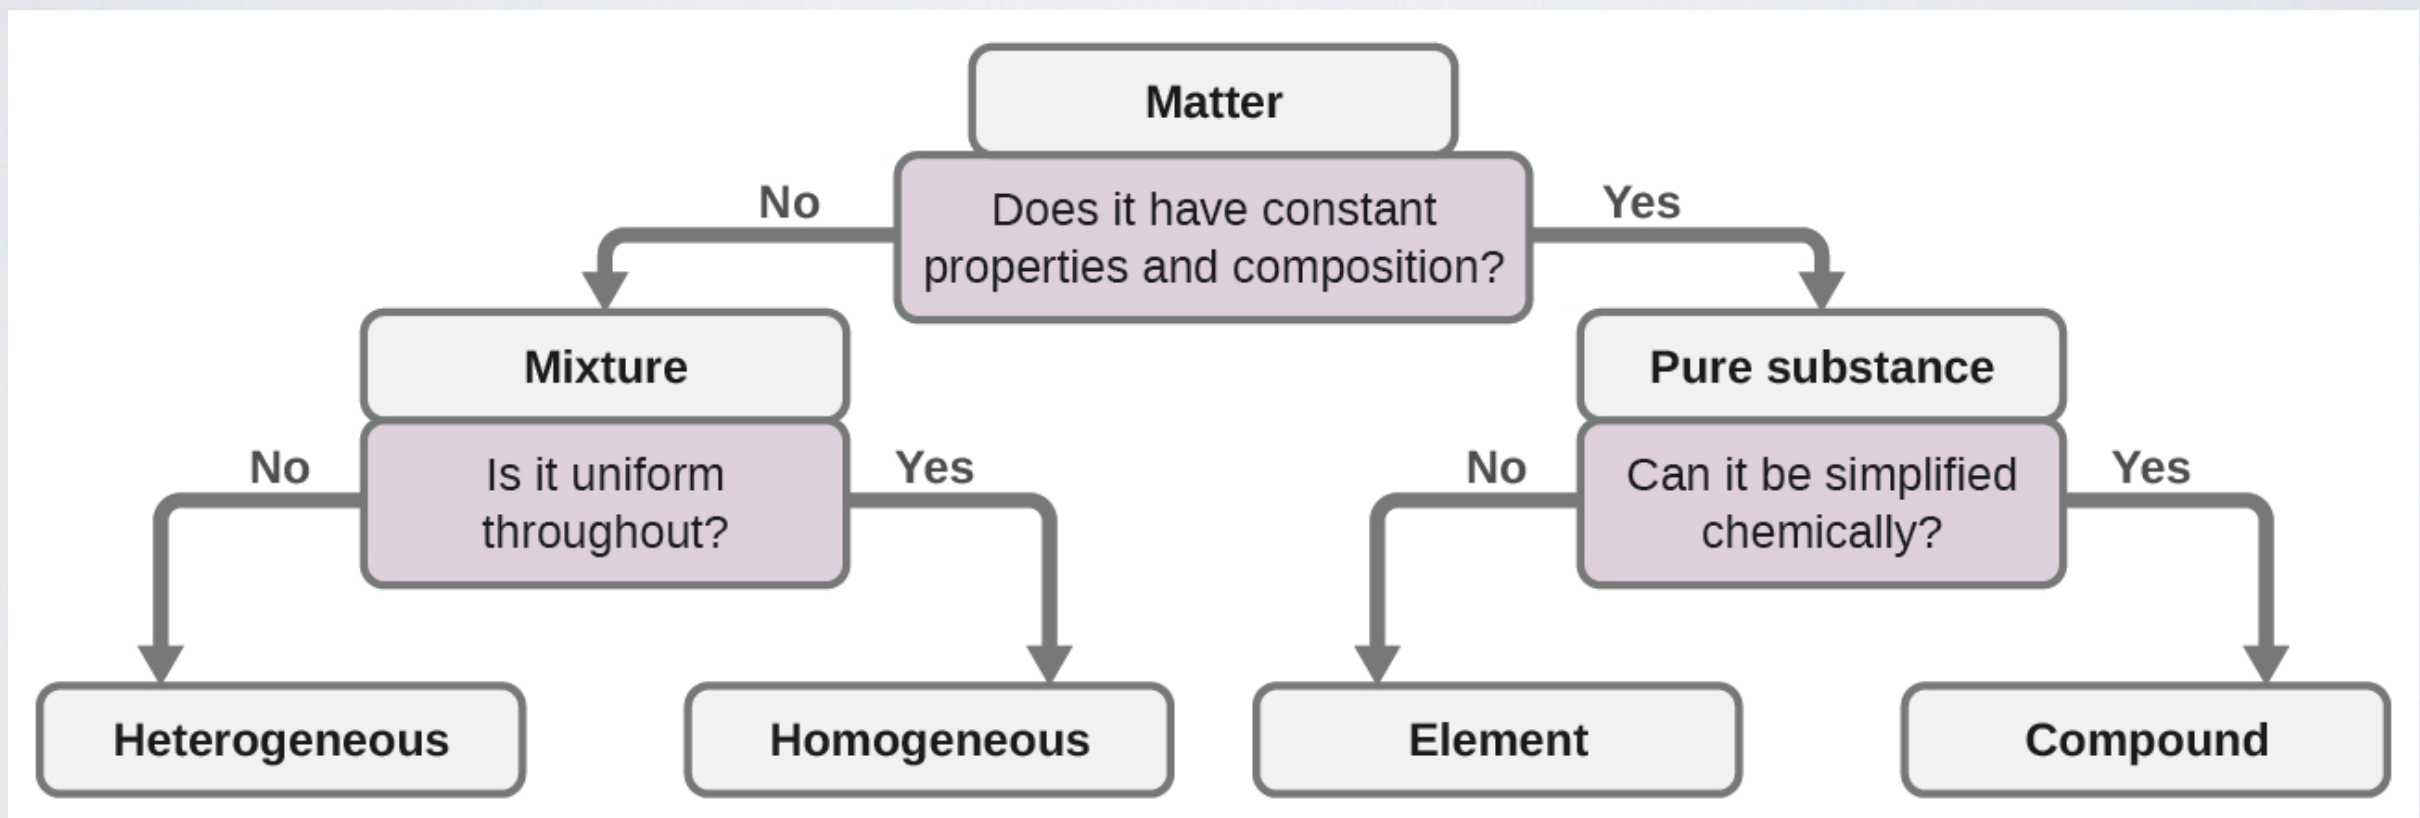 Matter
Does it have constant
properties and composition?
No
Yes
Mixture
Pure substance
Is it uniform
throughout?
No
Yes
Can it be simplified
chemically?
No
Yes
Heterogeneous
Homogeneous
Element
Compound